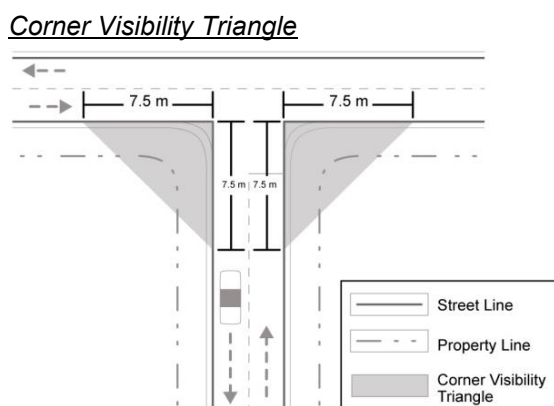 Corner Visibility Triangle
7.5 m
7.5 m
7.5 m
7.5 m
Street Line
Property Line
Corner Visibility
Triangle